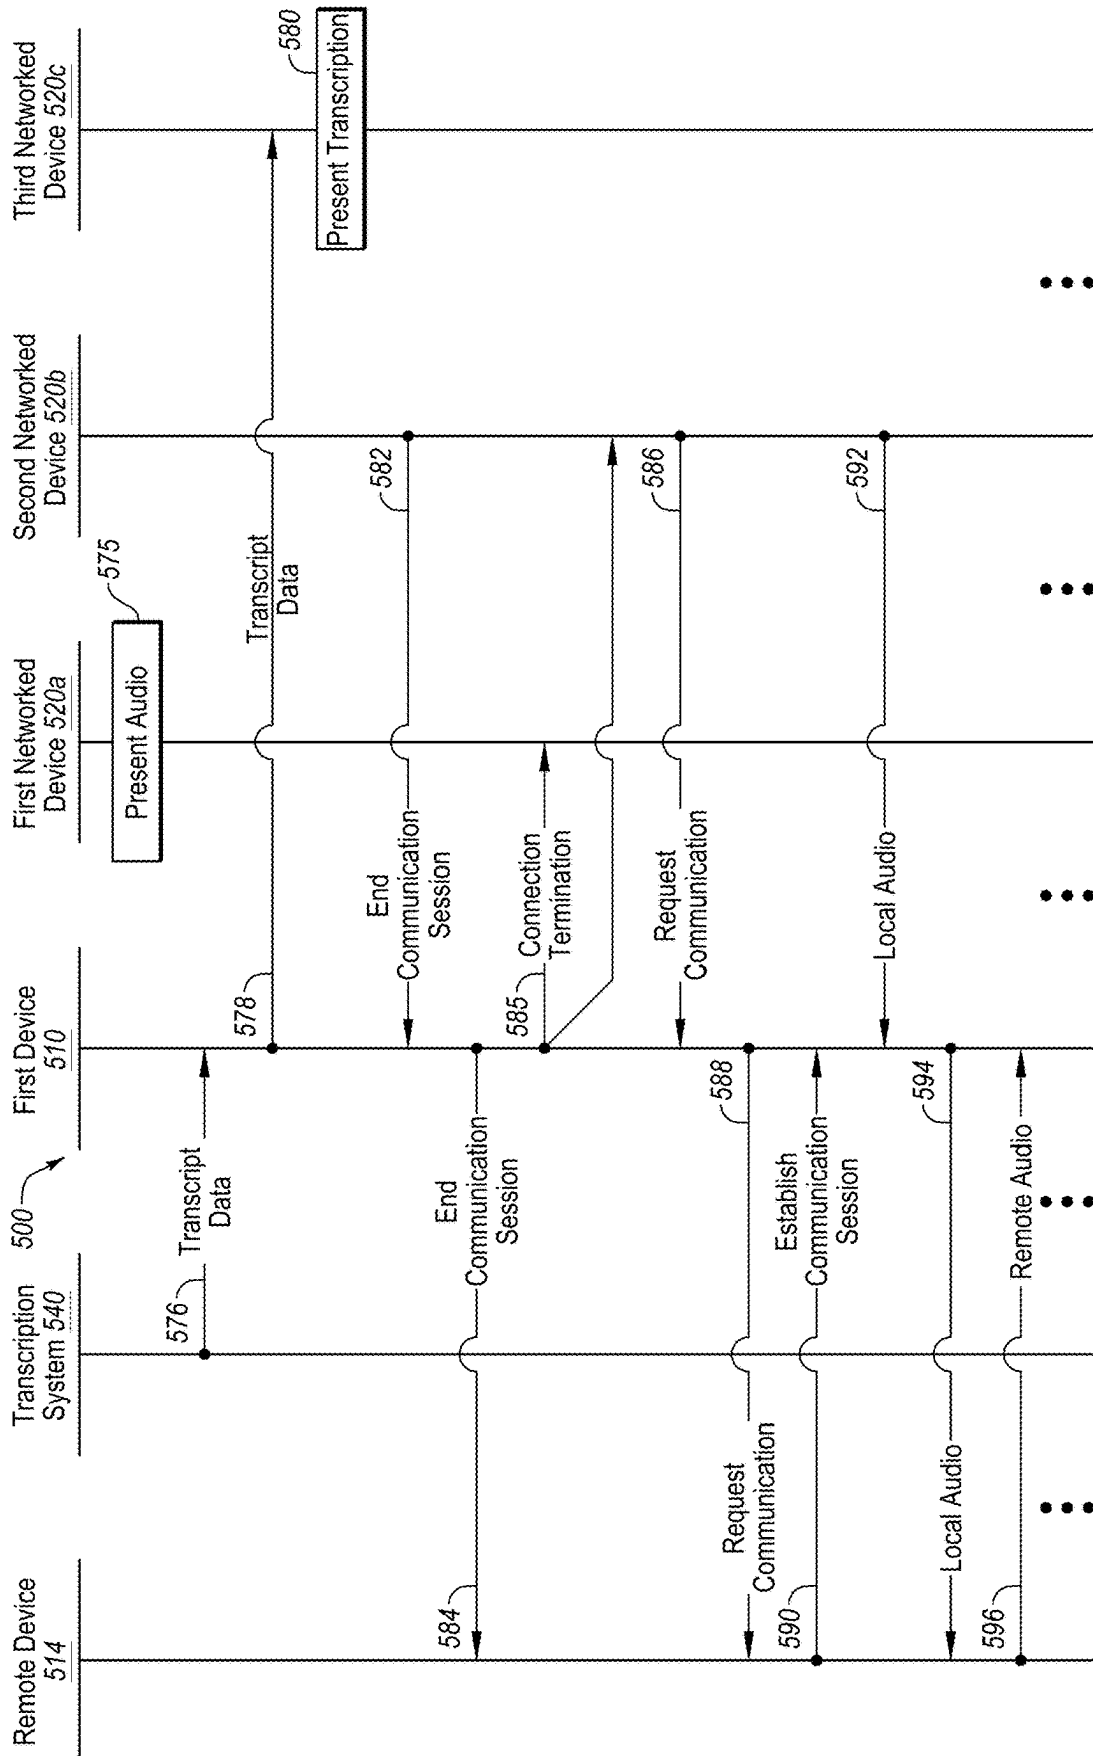 500
Remote Device
514
Transcription
System 540
First Device
510
First Networked
Device 520a
Second Networked
Device 520b
Third Networked
Device 520c
Present Audio
575
576
Transcript
Data
578
Transcript
Data
Present Transcription
580
End
Communication
Session
582
584
End
Communication
Session
585
Connection
Termination
Request
Communication
586
Request
Communication
588
590
Establish
Communication
Session
Local Audio
592
Local Audio
594
596
Remote Audio